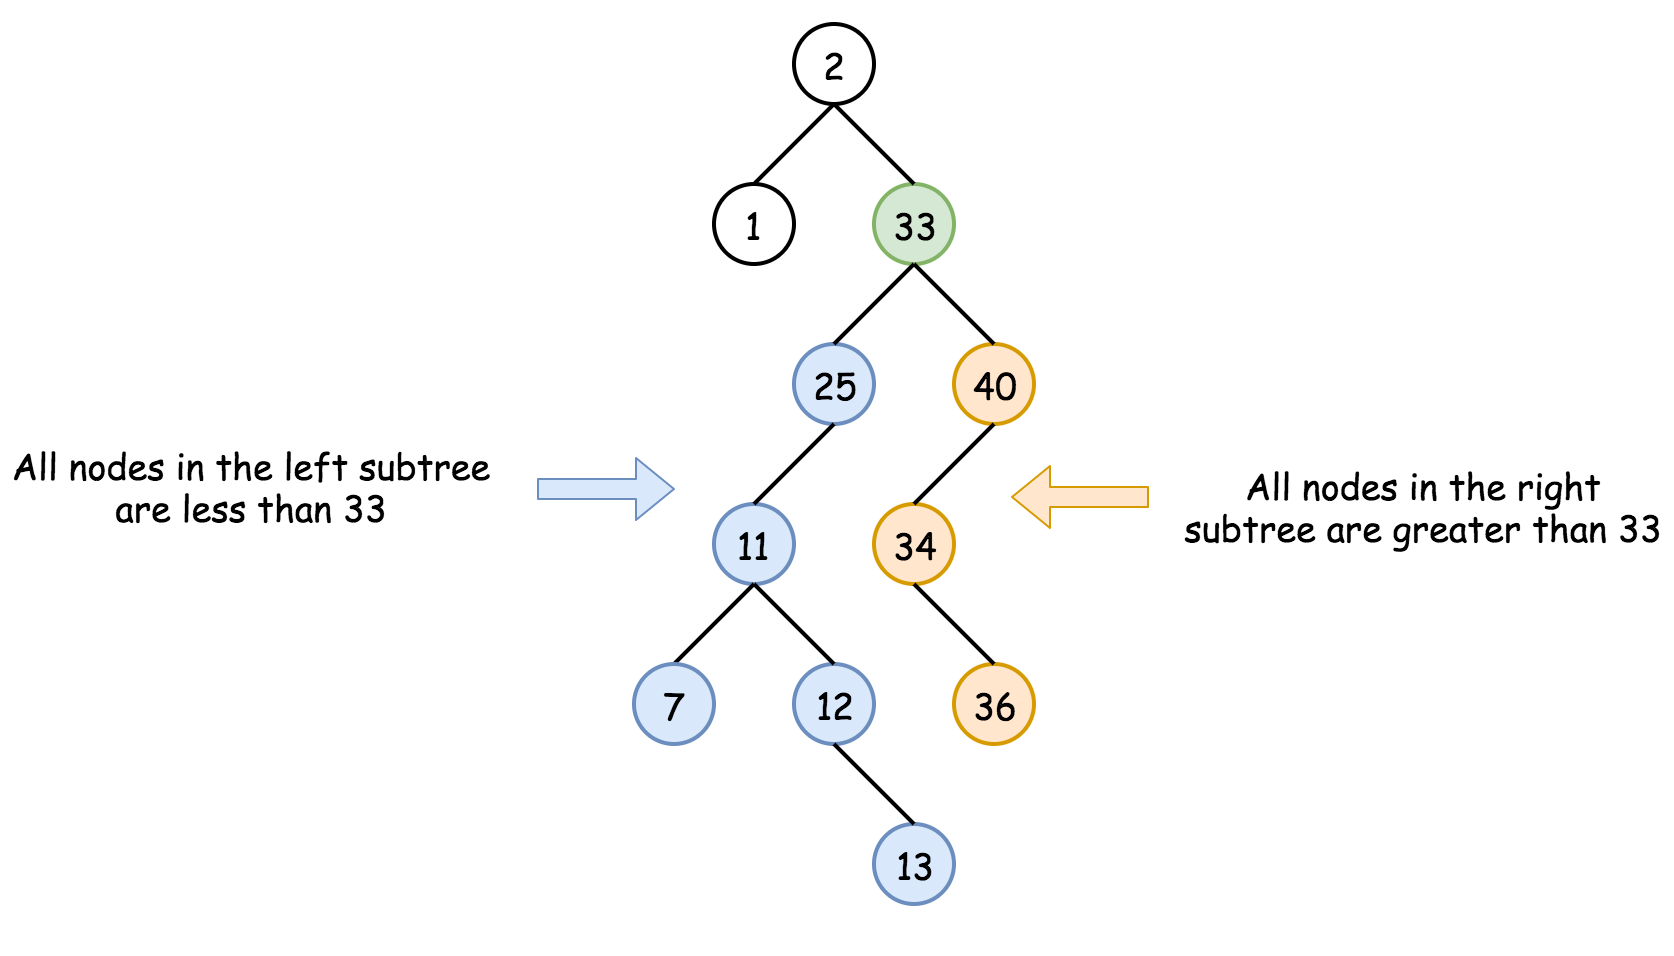 2
1
33
25
40
All nodes in the left subtree
are less than 33
All nodes in the right
subtree are greater than 33
11
34
7
12
36
13